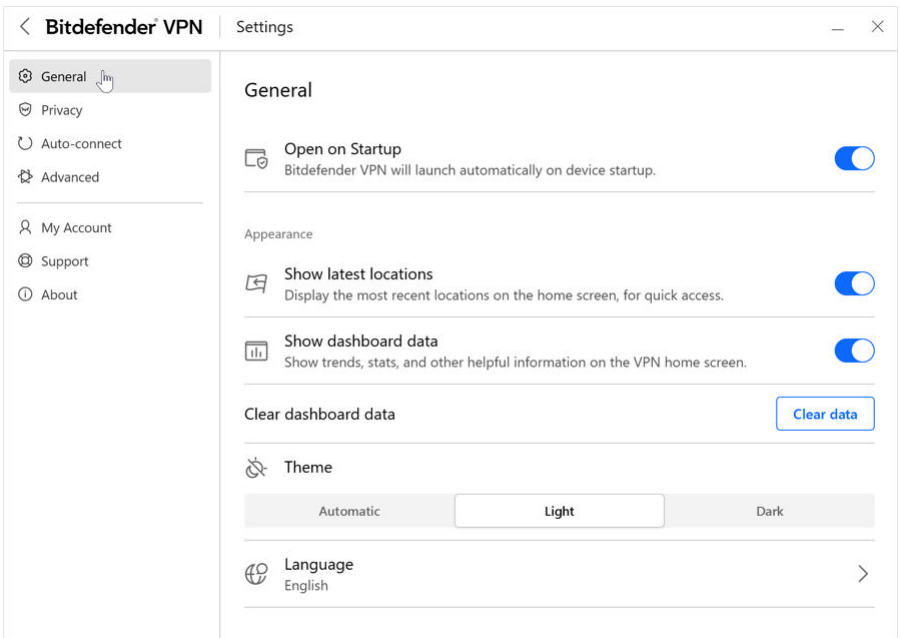 Bitdefender® VPN
Settings
General
Privacy
Auto-connect
Advanced
My Account
Support
About
General
Open on Startup
Bitdefender VPN will launch automatically on device startup.
Appearance
Show latest locations
Display the most recent locations on the home screen, for quick access.
Show dashboard data
Show trends, stats, and other helpful information on the VPN home screen.
Clear dashboard data
Clear data
Theme
Automatic
Light
Dark
Language
English